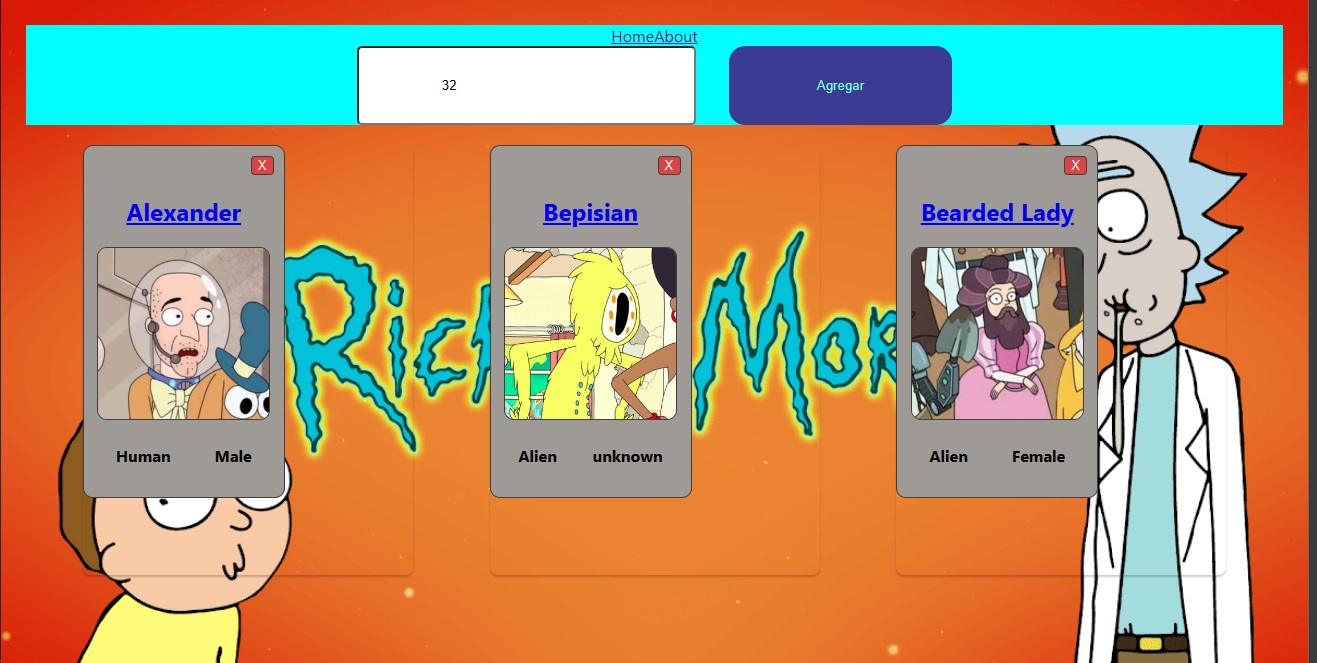 HomeAbout
32 Agregar
X X X
Alexander Bepisian Bearded Lady
Human Male Alien unknown Alien Female